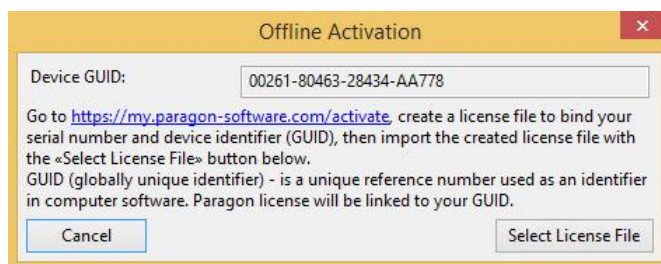 Offline Activation
Device GUID: 00261-80463-28434-AA778
Go to https://my.paragon-software.com/activate, create a license file to bind your
serial number and device identifier (GUID), then import the created license file with
the «Select License File» button below.
GUID (globally unique identifier) - is a unique reference number used as an identifier
in computer software. Paragon license will be linked to your GUID.
Cancel Select License File